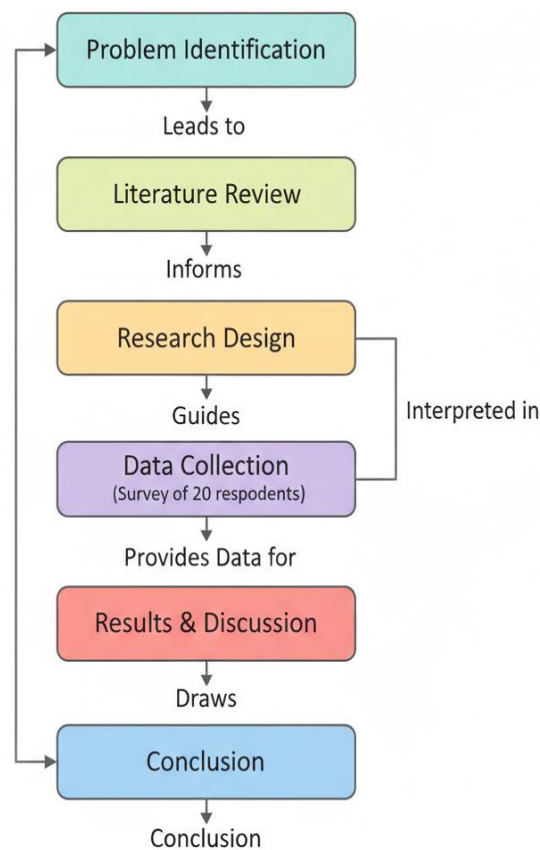 Problem Identification
Leads to
Literature Review
Informs
Research Design
Guides
Interpreted in
Data Collection
(Survey of 20 respodents)
Provides Data for
Results & Discussion
Draws
Conclusion
Conclusion